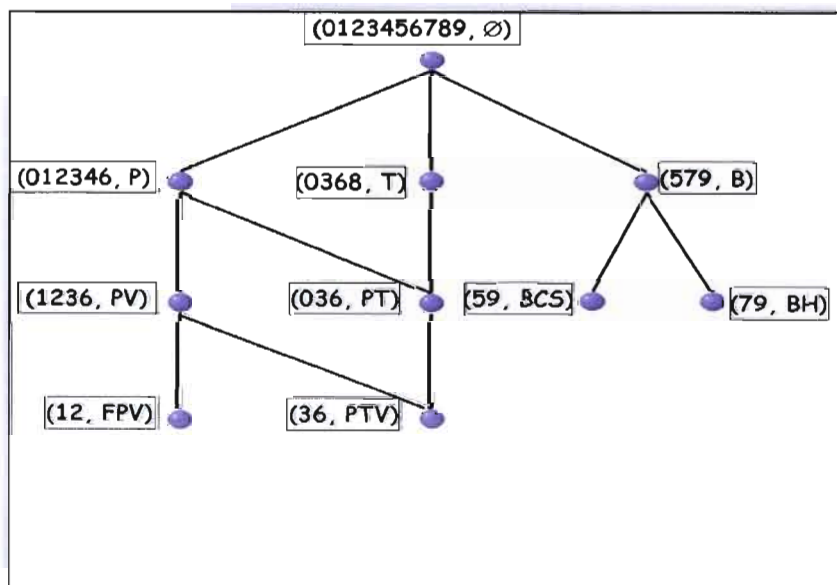 (0123456789, ∅)
(012346, P)
(0368, T)
(579, B)
(1236, PV)
(036, PT)
(59, BCS)
(79, BH)
(12, FPV)
(36, PTV)